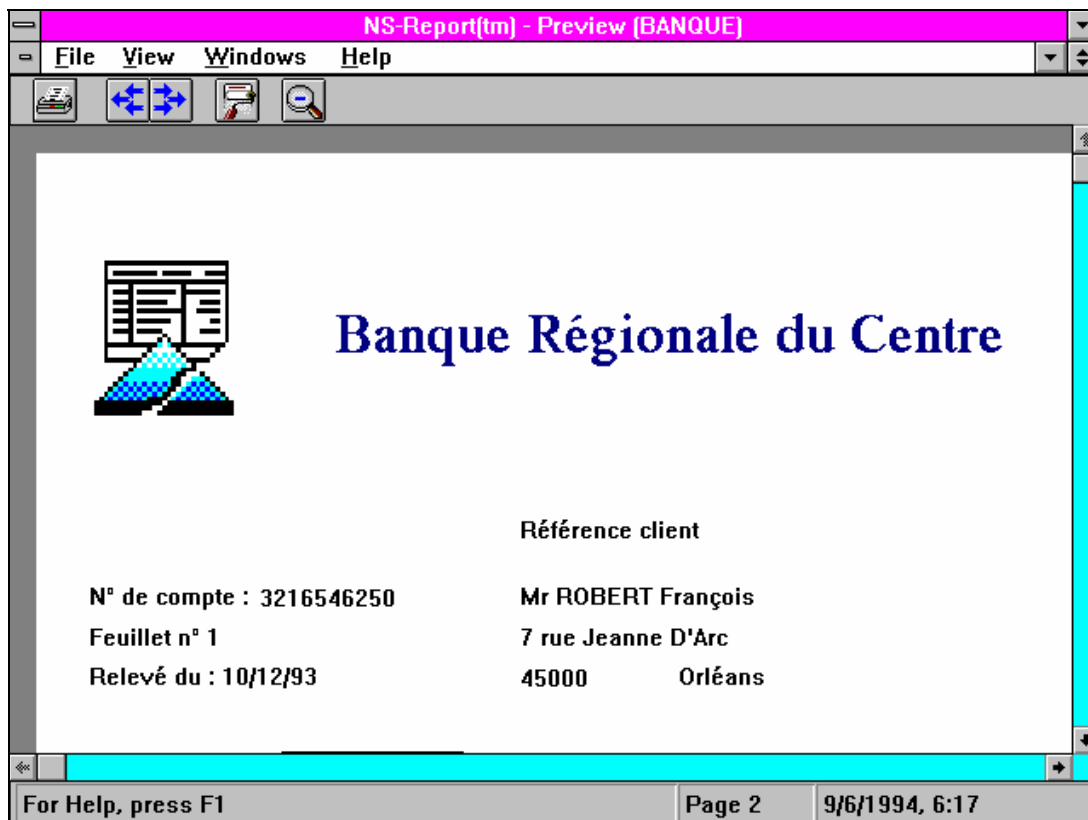 NS-Report(tm) - Preview (BANQUE)
File View Windows Help
Banque Régionale du Centre
Référence client
N° de compte : 3216546250 Mr ROBERT François
Feuillet n° 1 7 rue Jeanne D'Arc
Relevé du : 10/12/93 45000 Orléans
For Help, press F1 Page 2 9/6/1994, 6:17